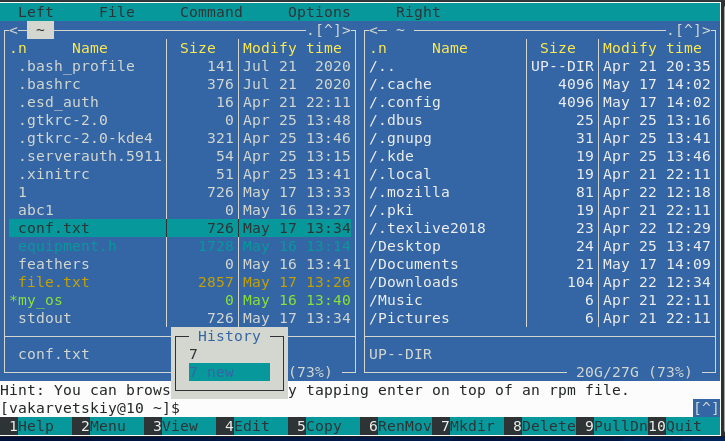 Left File Command Options Right
<─ ~ .[^]> <─ ~ .[^]>
.n Name Size Modify time .n Name Size Modify time
.bash_profile 141 Jul 21 2020 /.. UP--DIR Apr 21 20:35
.bashrc 376 Jul 21 2020 /.cache 4096 May 17 14:02
.esd_auth 16 Apr 21 22:11 /.config 4096 May 17 14:02
.gtkrc-2.0 0 Apr 25 13:48 /.dbus 25 Apr 25 13:16
.gtkrc-2.0-kde4 321 Apr 25 13:46 /.gnupg 31 Apr 25 13:41
.serverauth.5911 54 Apr 25 13:15 /.kde 19 Apr 25 13:46
.xinitrc 51 Apr 25 13:41 /.local 19 Apr 21 22:11
1 726 May 17 13:33 /.mozilla 81 Apr 22 12:18
abc1 0 May 16 13:27 /.pki 19 Apr 21 22:11
conf.txt 726 May 17 13:34 /.texlive2018 23 Apr 22 12:29
equipment.h 1728 May 16 13:14 /Desktop 24 Apr 25 13:47
feathers 0 May 16 13:41 /Documents 21 May 17 14:09
file.txt 2857 May 17 13:26 /Downloads 104 Apr 22 12:34
*my_os 0 May 16 13:40 /Music 6 Apr 21 22:11
stdout 726 May 17 13:34 /Pictures 6 Apr 21 22:11
History
conf.txt 7 UP--DIR
7 new (73%) 20G/27G (73%)
Hint: You can brows y tapping enter on top of an rpm file.
[vakarvetskiy@10 ~]$ [^]
1Help 2Menu 3View 4Edit 5Copy 6RenMov 7Mkdir 8Delete 9PullDn 10Quit